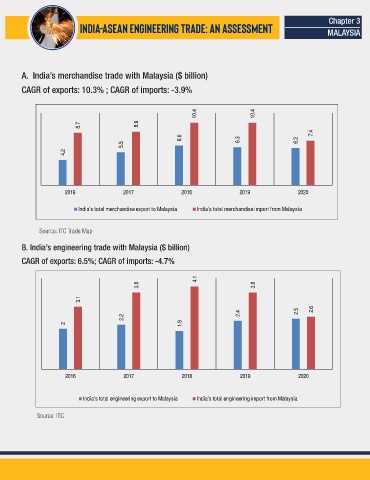 INDIA-ASEAN ENGINEERING TRADE: AN ASSESSMENT
Chapter 3
MALAYSIA
A. India's merchandise trade with Malaysia ($ billion)
CAGR of exports: 10.3% ; CAGR of imports: -3.9%
4.2 8.7 5.5 8.9 6.6 10.4 6.3 10.4 6.2 7.4
2016 2017 2018 2019 2020
India's total merchandise export to Malaysia India's total merchandise import from Malaysia
Source: ITC Trade Map
B. India's engineering trade with Malaysia ($ billion)
CAGR of exports: 6.5%; CAGR of imports: -4.7%
2 3.1 2.2 3.8 1.9 4.1 2.4 3.8 2.5 2.6
2016 2017 2018 2019 2020
India's total engineering export to Malaysia India's total engineering import from Malaysia
Source: ITC